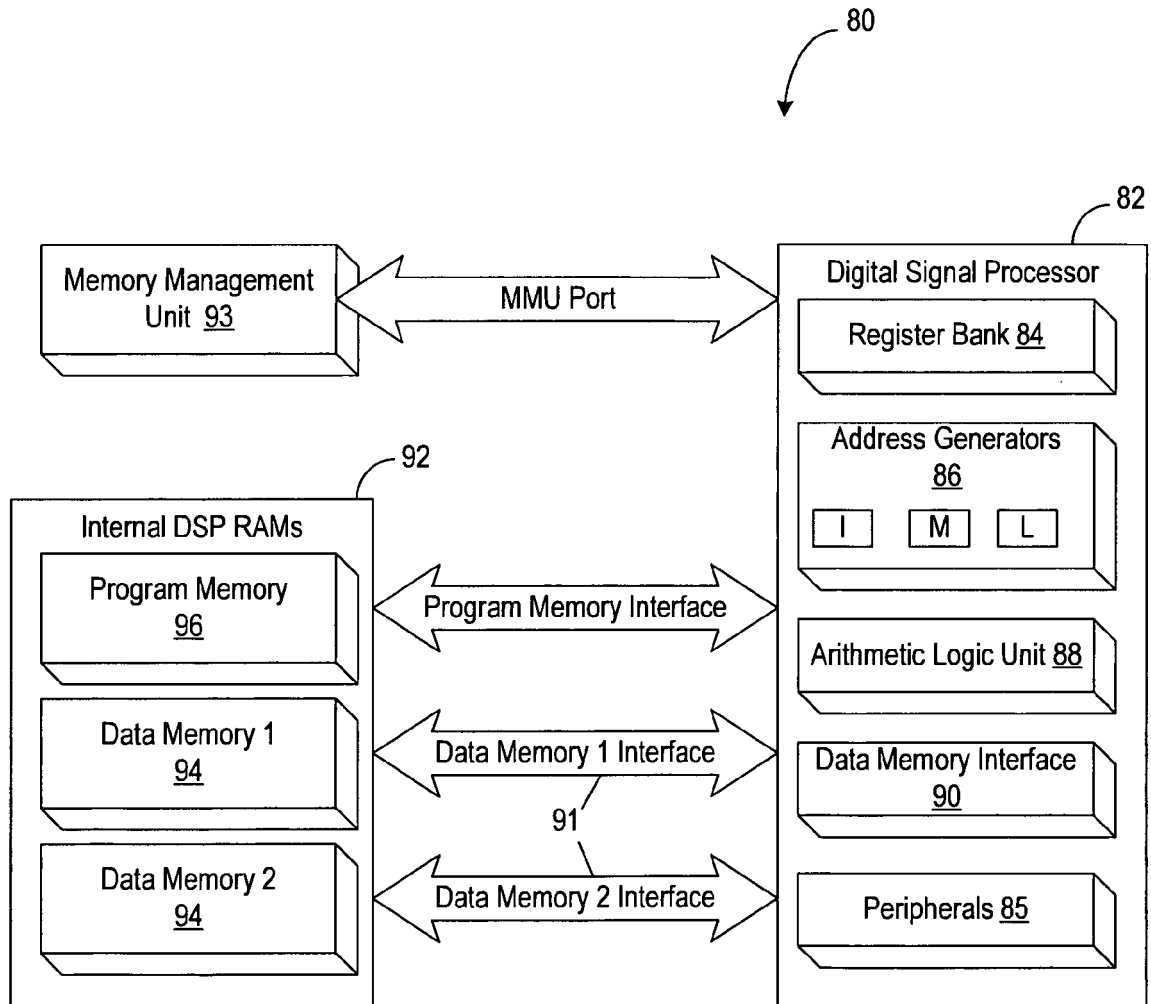 80
82
Memory Management
Unit 93
MMU Port
Digital Signal Processor
Register Bank 84
Address Generators
86
I M L
Arithmetic Logic Unit 88
Data Memory Interface
90
Peripherals 85
92
Internal DSP RAMs
Program Memory
96
Data Memory 1
94
Data Memory 2
94
Program Memory Interface
Data Memory 1 Interface
91
Data Memory 2 Interface